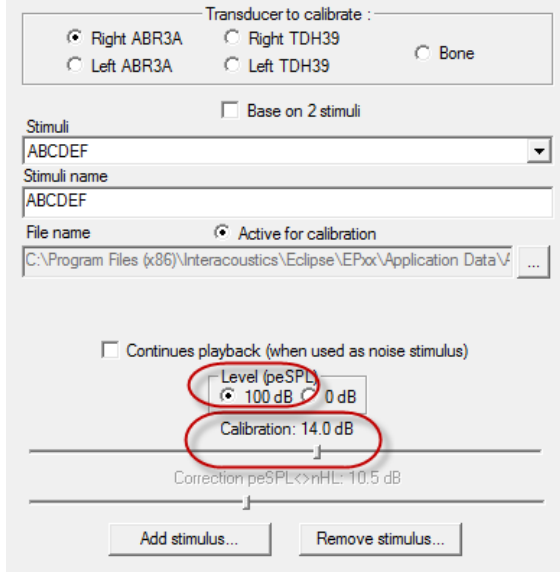 Transducer to calibrate :
Right ABR3A Right TDH39
Bone
Left ABR3A Left TDH39
Base on 2 stimuli
Stimuli
ABCDEF
Stimuli name
ABCDEF
File name Active for calibration
C:\Program Files (x86)\Interacoustics\Eclipse\EPxx\Application Data\A ...
Continues playback (when used as noise stimulus)
Level (peSPL)
100 dB 0 dB
Calibration: 14.0 dB
Correction peSPL<>nHL: 10.5 dB
Add stimulus... Remove stimulus...